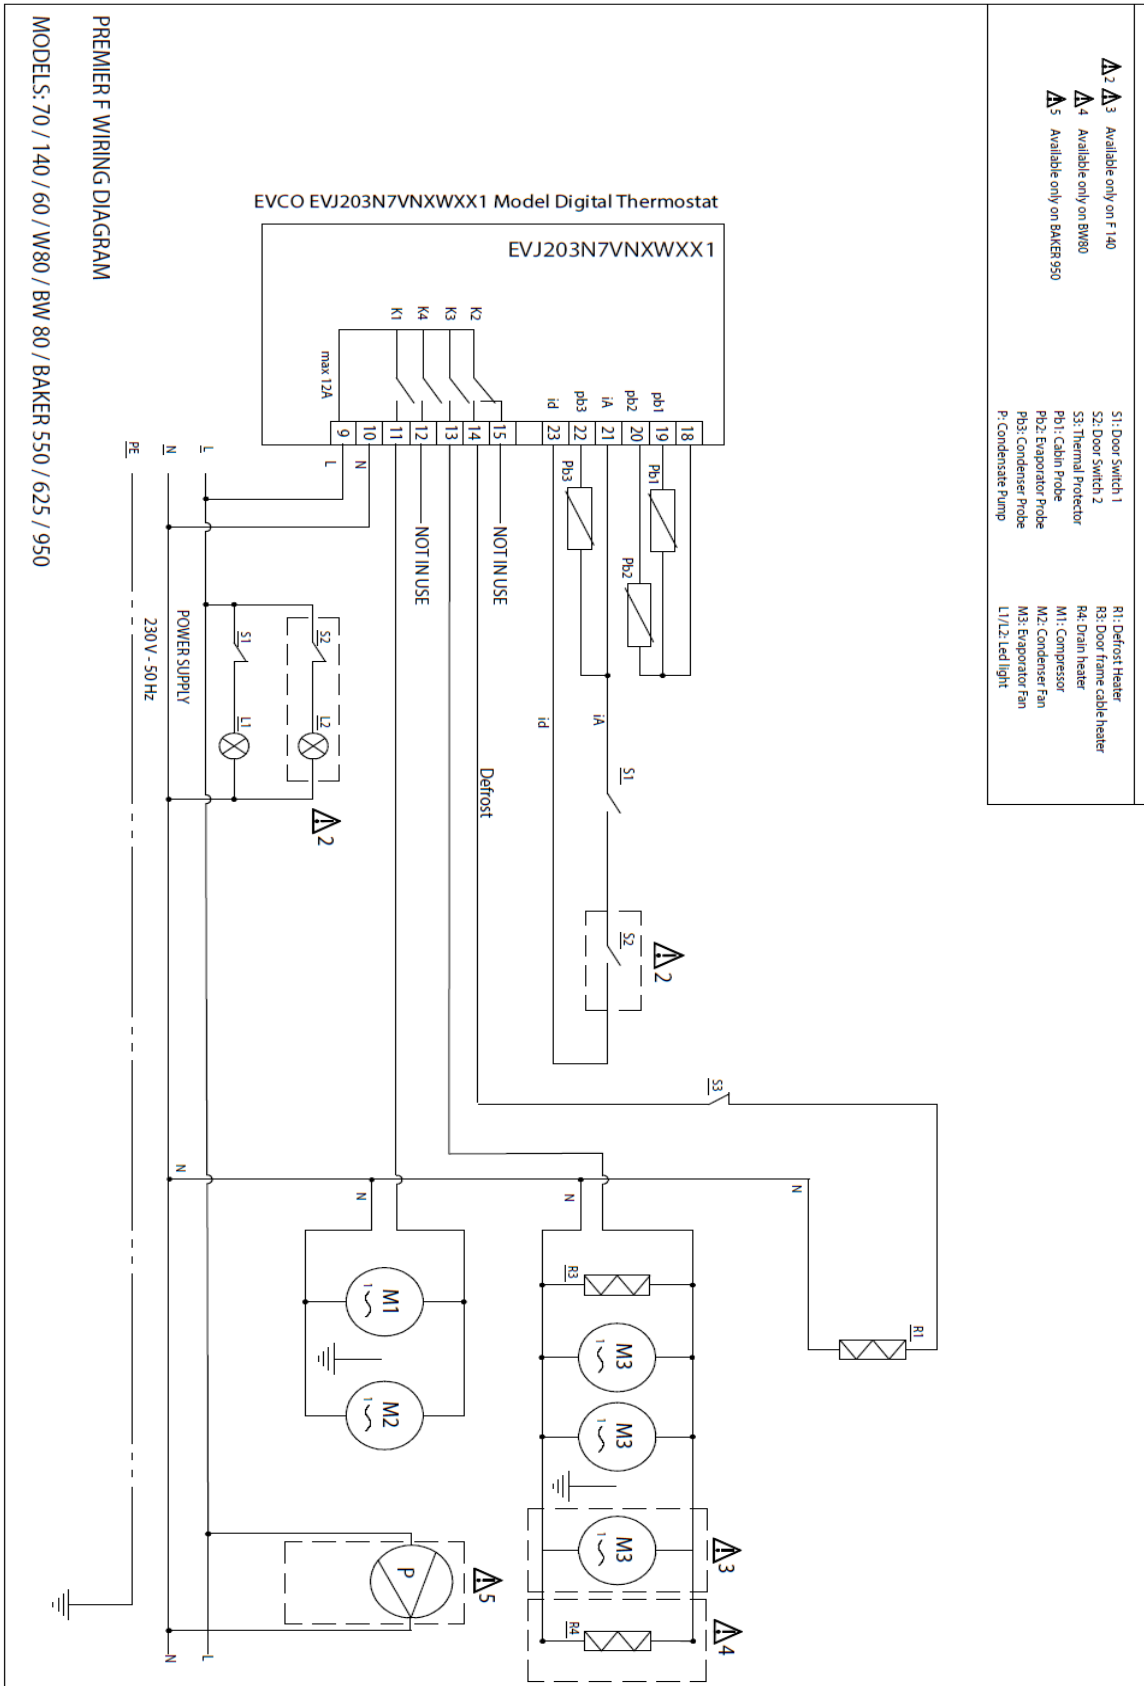 PREMIER F WIRING DIAGRAM
MODELS: 70 / 140 / 60 / W80 / BW 80 / BAKER 550 / 625 / 950
2 3 Available only on F 140
4 Available only on BW80
5 Available only on BAKER 950
S1: Door Switch 1
S2: Door Switch 2
S3: Thermal Protector
Pb1: Cabin Probe
Pb2: Evaporator Probe
Pb3: Condenser Probe
P: Condensate Pump
R1: Defrost Heater
R3: Door frame cable heater
R4: Drain heater
M1: Compressor
M2: Condenser Fan
M3: Evaporator Fan
L1/L2: Led light
EVCO EVJ203N7VNXWXX1 Model Digital Thermostat
EVJ203N7VNXWXX1
K1
K4
K3
K2
max 12A
id
pb3
iA
pb2
pb1
9
10
11
12
13
14
15
23
22
21
20
19
18
L
N
PE
N
L
NOT IN USE
NOT IN USE
Pb3
Pb1
Pb2
POWER SUPPLY
230V - 50 Hz
S1
S2
L1
L2
2
id
iA
Defrost
S1
S2
2
S3
N
N
N
N
R1
R3
M1
1
M3
1
M2
1
M3
1
M3
1
3
P
5
R4
4
N
L